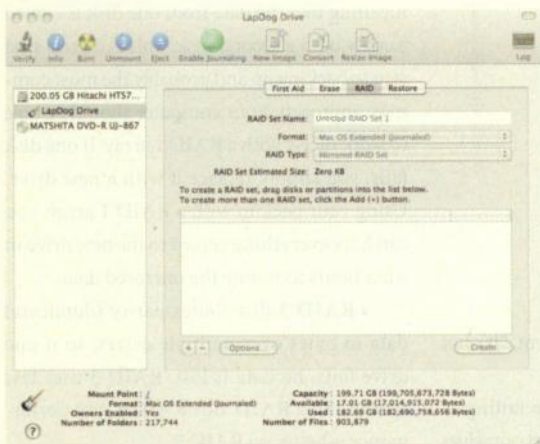 LapDog Drive
Verify Info Burn Unmount Eject Enable Journaling New Image Convert Resize Image Log
200.05 GB Hitachi HTS7...
LapDog Drive
MATSHITA DVD-R UJ-867
First Aid Erase RAID Restore
RAID Set Name: Untitled RAID Set 1
Format: Mac OS Extended (Journaled)
RAID Type: Mirrored RAID Set
RAID Set Estimated Size: Zero KB
To create a RAID set, drag disks or partitions into the list below.
To create more than one RAID set, click the Add (+) button.
+ − Options... Create
Mount Point: /
Format: Mac OS Extended (Journaled)
Owners Enabled: Yes
Number of Folders: 217,744
Capacity: 199.71 GB (199,705,673,728 Bytes)
Available: 17.01 GB (17,014,915,072 Bytes)
Used: 182.69 GB (182,690,758,656 Bytes)
Number of Files: 903,879
?